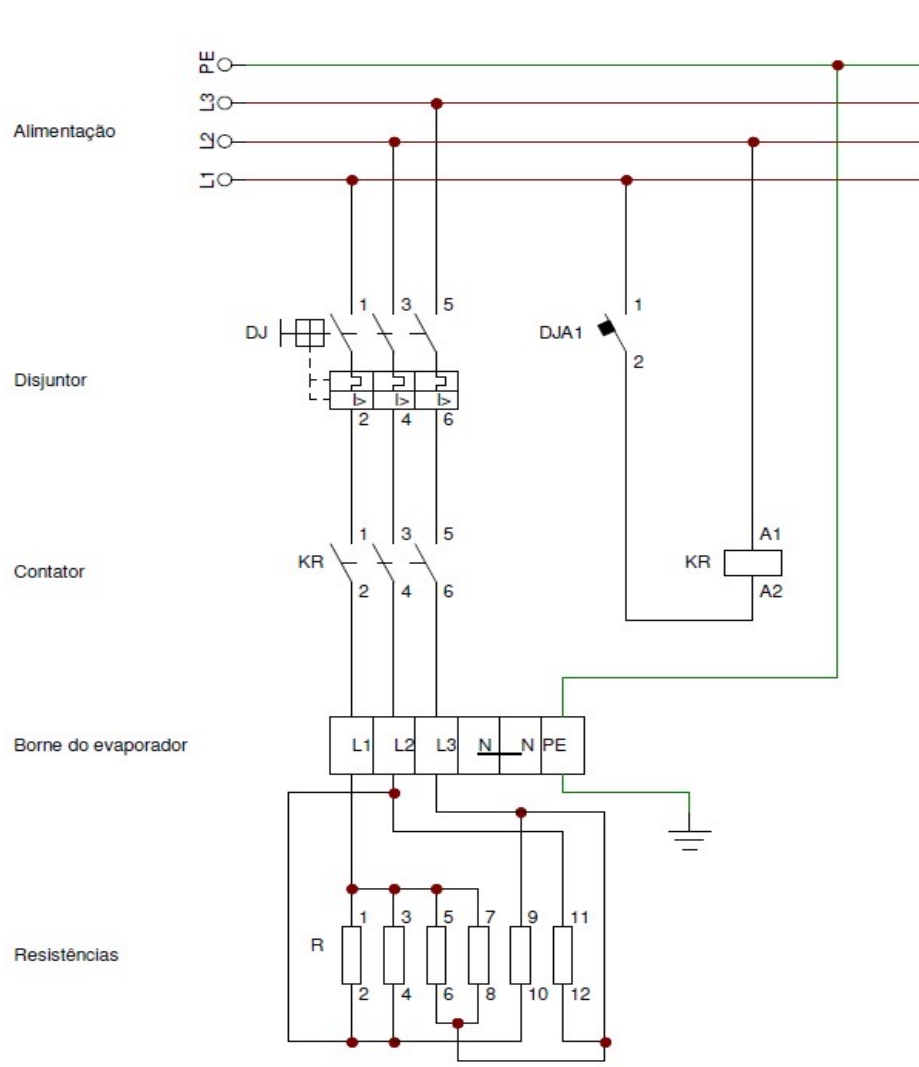 PE
L3
Alimentação
L2
L1
1 3 5 1
DJ DJA1
2
Disjuntor
I> I> I>
2 4 6
1 3 5 A1
KR KR
Contator
2 4 6 A2
Borne do evaporador L1 L2 L3 N N PE
1 3 5 7 9 11
R
Resistências
2 4 6 8 10 12